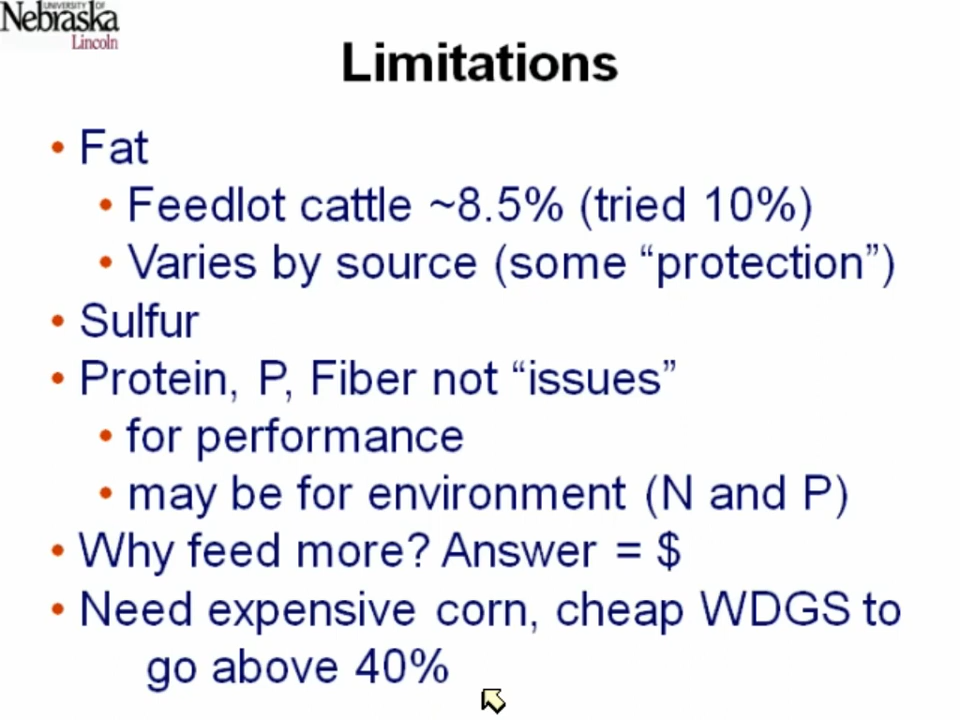 UNIVERSITY OF
Nebraska
Lincoln
Limitations
• Fat
• Feedlot cattle ~8.5% (tried 10%)
• Varies by source (some “protection”)
• Sulfur
• Protein, P, Fiber not “issues”
• for performance
• may be for environment (N and P)
• Why feed more? Answer = $
• Need expensive corn, cheap WDGS to
go above 40%